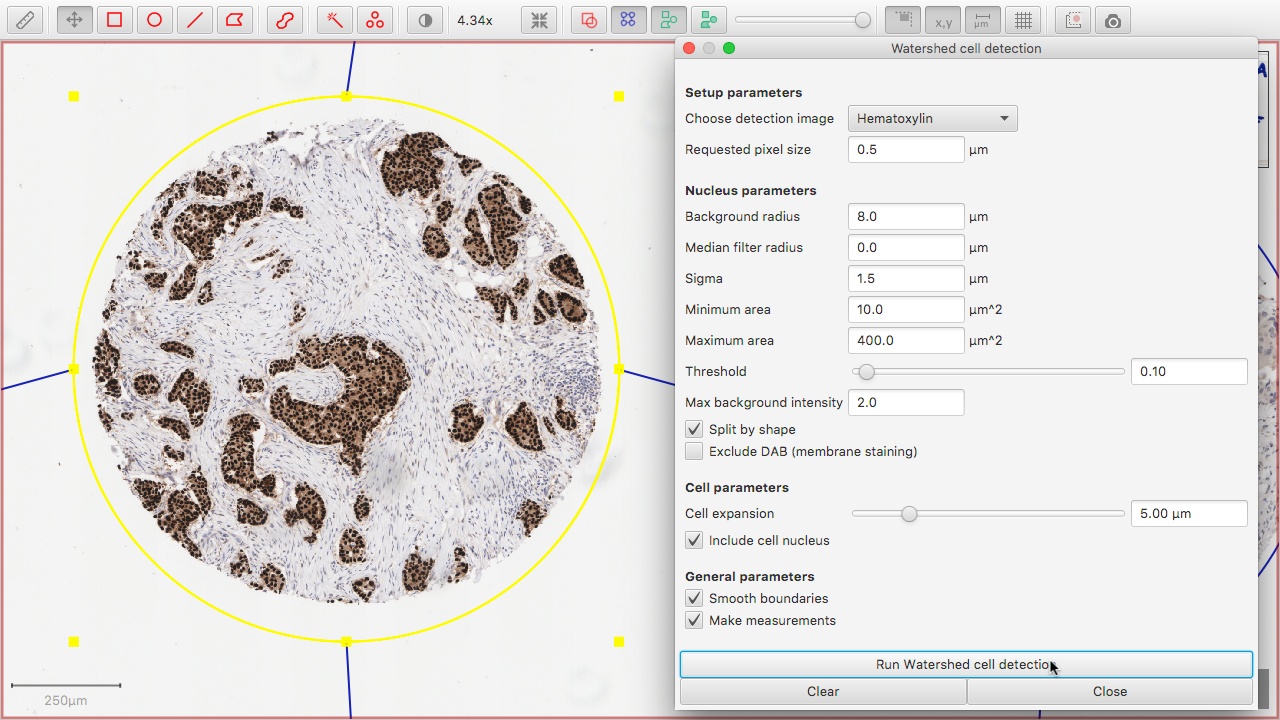 4.34x
x,y
μm
Watershed cell detection
Setup parameters
Choose detection image Hematoxylin
Requested pixel size 0.5 μm
Nucleus parameters
Background radius 8.0 μm
Median filter radius 0.0 μm
Sigma 1.5 μm
Minimum area 10.0 μm^2
Maximum area 400.0 μm^2
Threshold 0.10
Max background intensity 2.0
Split by shape
Exclude DAB (membrane staining)
Cell parameters
Cell expansion 5.00 μm
Include cell nucleus
General parameters
Smooth boundaries
Make measurements
Run Watershed cell detection
Clear Close
250μm